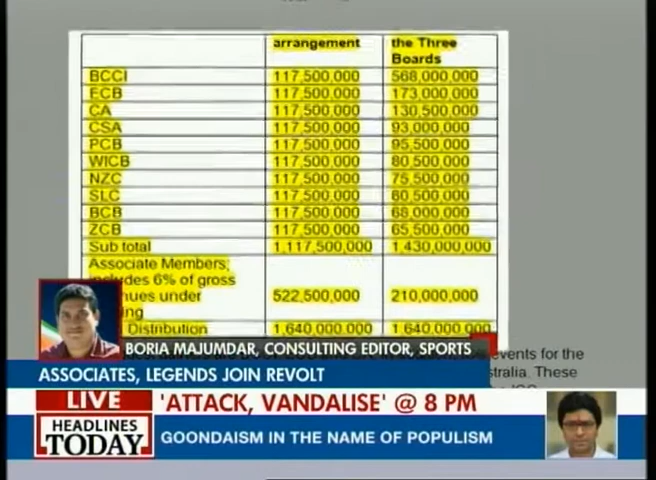 arrangement the Three
Boards
BCCI 117,500,000 568,000,000
ECB 117,500,000 173,000,000
CA 117,500,000 130,500,000
CSA 117,500,000 93,000,000
PCB 117,500,000 95,500,000
WICB 117,500,000 80,500,000
NZC 117,500,000 75,500,000
SLC 117,500,000 80,500,000
BCB 117,500,000 68,000,000
ZCB 117,500,000 65,500,000
Sub total 1,117,500,000 1,430,000,000
Associate Members;
includes 6% of gross
under 522,500,000 210,000,000
Distribution 1,640,000,000 1,640,000,000
BORIA MAJUMDAR, CONSULTING EDITOR, SPORTS
events for the
These
ASSOCIATES, LEGENDS JOIN REVOLT
LIVE 'ATTACK, VANDALISE' @ 8 PM
HEADLINES
TODAY
GOONDAISM IN THE NAME OF POPULISM